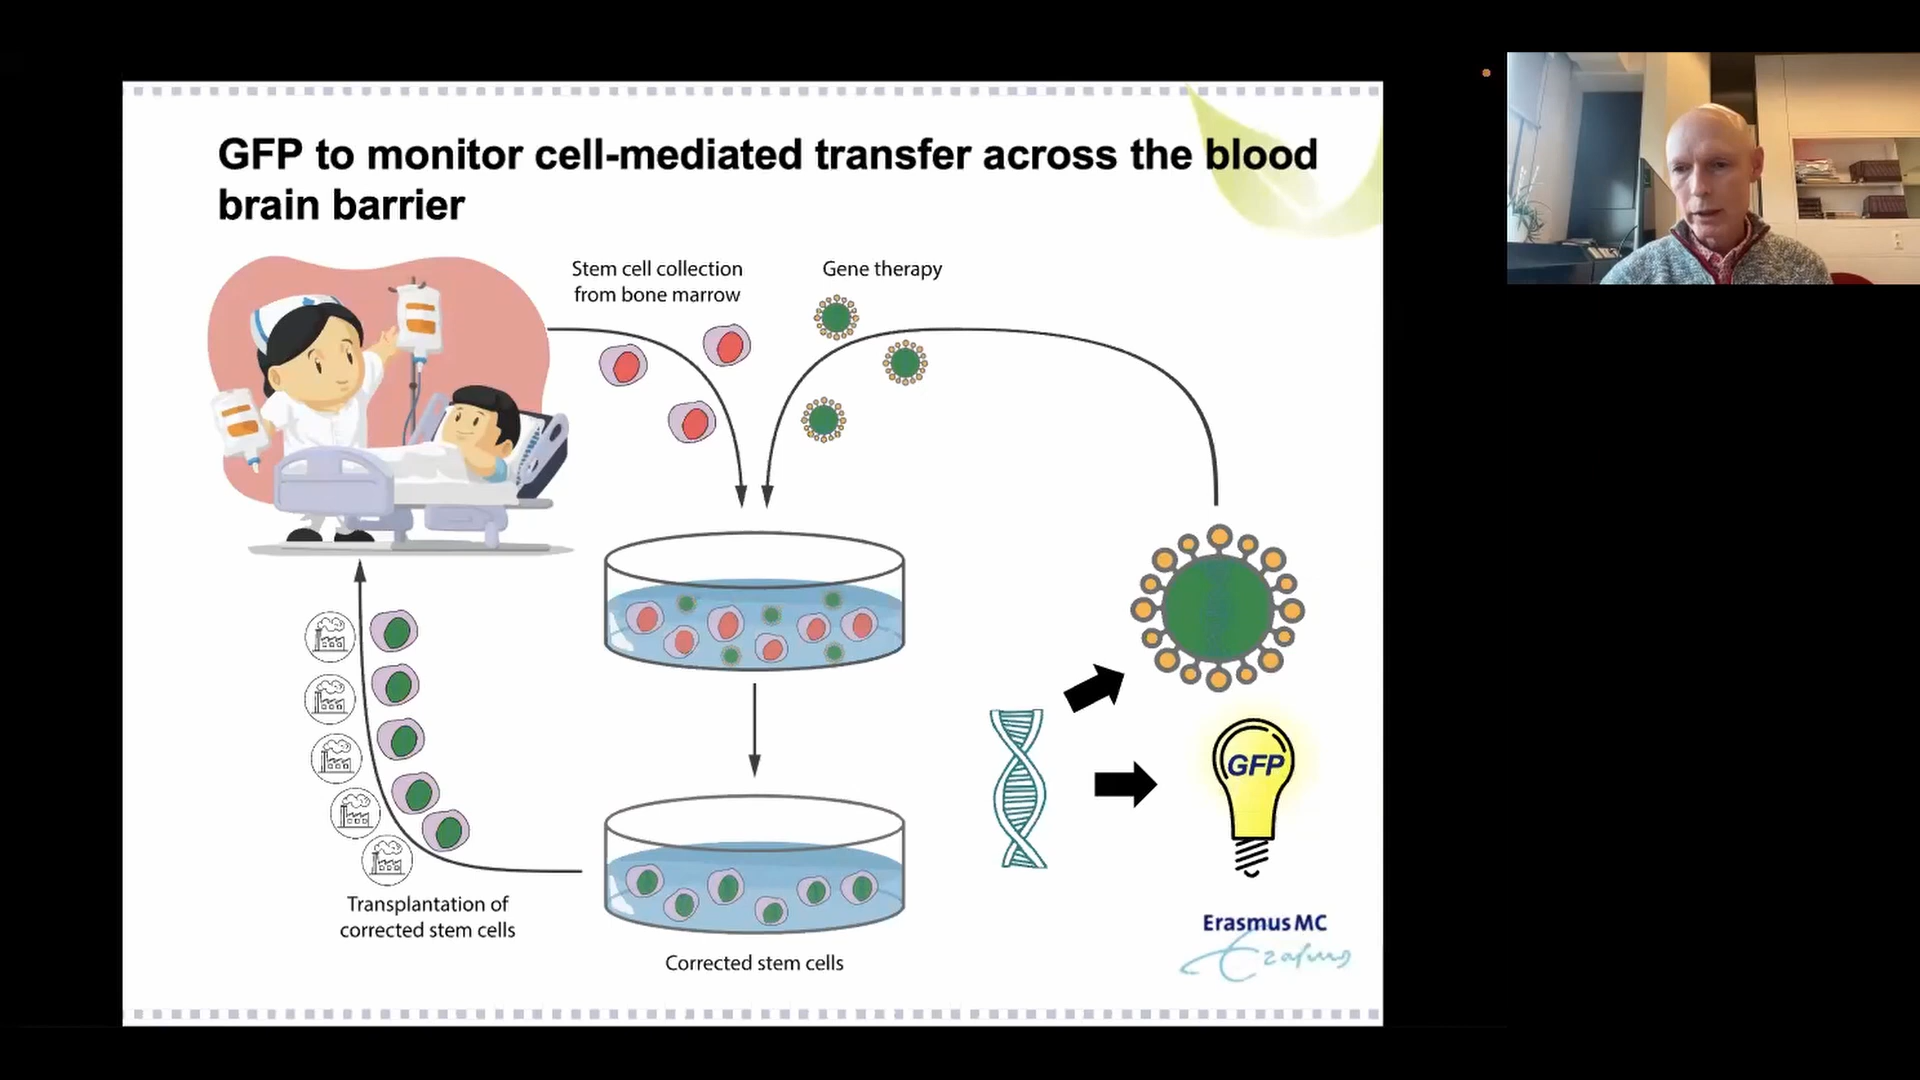 GFP to monitor cell-mediated transfer across the blood
brain barrier
Stem cell collection
from bone marrow
Gene therapy
GFP
Transplantation of
corrected stem cells
Corrected stem cells
Erasmus MC
Erasmus